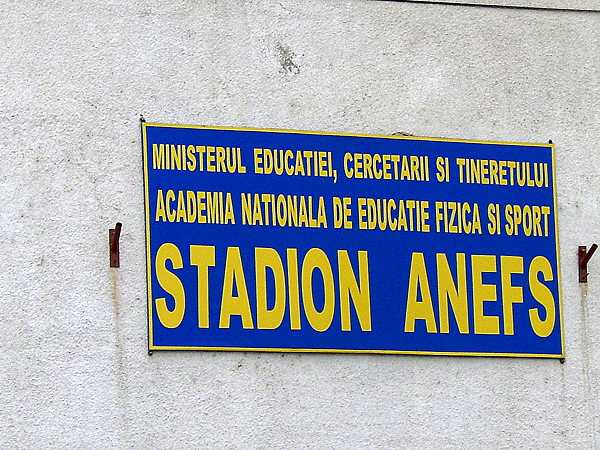 MINISTERUL EDUCATIEI, CERCETARII SI TINERETULUI
ACADEMIA NATIONALA DE EDUCATIE FIZICA SI SPORT
STADION ANEFS